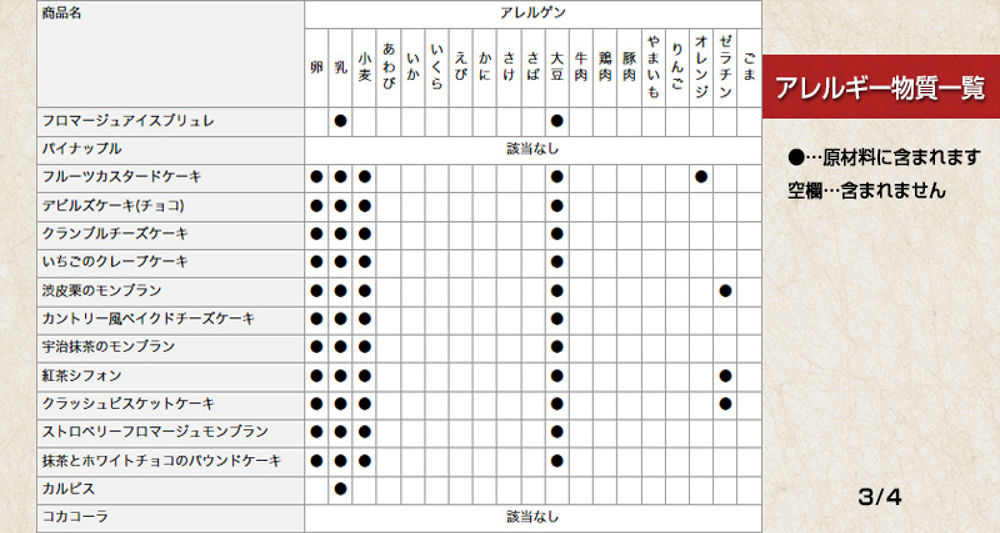 商品名 アレルゲン
卵 乳 小麦 あわび いか いくら えび かに さけ さば 大豆 牛肉 鶏肉 豚肉 やまいも りんご オレンジ ゼラチン ごま
フロマージュアイスブリュレ ● ●
パイナップル 該当なし
フルーツカスタードケーキ ● ● ● ● ●
デビルズケーキ(チョコ) ● ● ● ●
クランブルチーズケーキ ● ● ● ●
いちごのクレープケーキ ● ● ● ●
渋皮栗のモンブラン ● ● ● ● ●
カントリー風ベイクドチーズケーキ ● ● ● ●
宇治抹茶のモンブラン ● ● ● ●
紅茶シフォン ● ● ● ● ●
クラッシュビスケットケーキ ● ● ● ● ●
ストロベリーフロマージュモンブラン ● ● ● ●
抹茶とホワイトチョコのパウンドケーキ ● ● ● ●
カルピス ●
コカコーラ 該当なし
アレルギー物質一覧
●…原材料に含まれます
空欄…含まれません
3/4